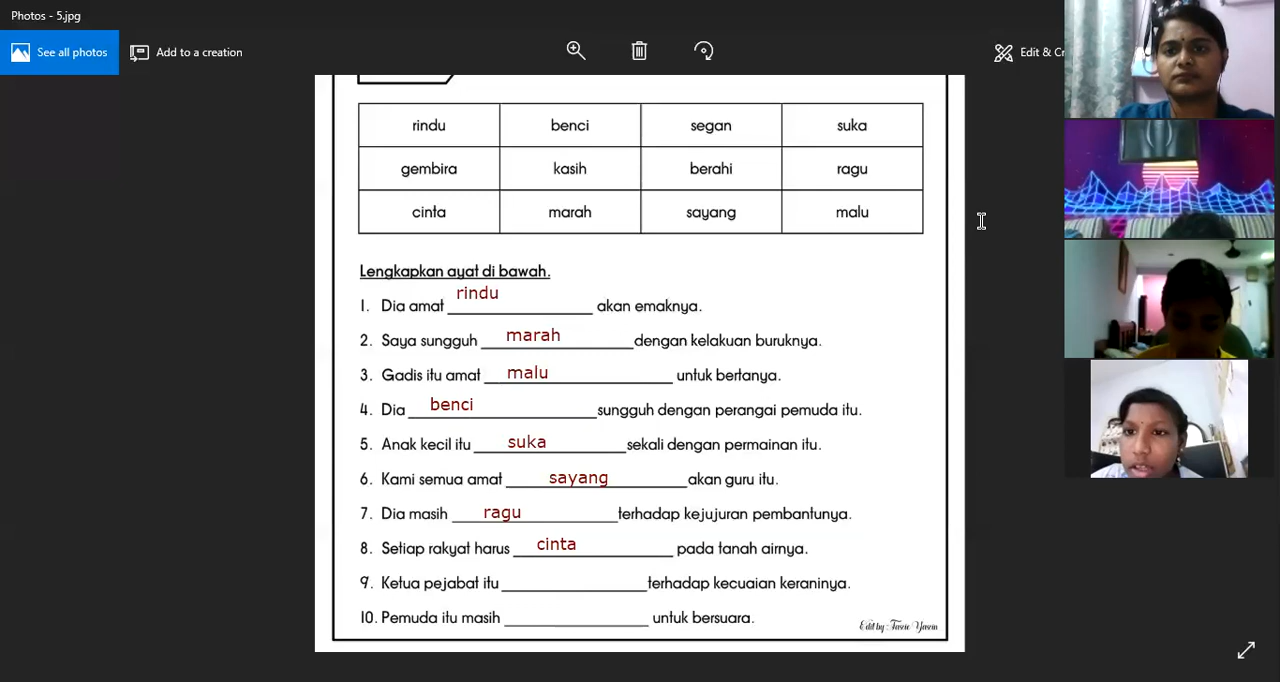 Photos - 5.jpg
See all photos
Add to a creation
Edit & Cr
rindu benci segan suka
gembira kasih berahi ragu
cinta marah sayang malu
Lengkapkan ayat di bawah.
1. Dia amat rindu akan emaknya.
2. Saya sungguh marah dengan kelakuan buruknya.
3. Gadis itu amat malu untuk bertanya.
4. Dia benci sungguh dengan perangai pemuda itu.
5. Anak kecil itu suka sekali dengan permainan itu.
6. Kami semua amat sayang akan guru itu.
7. Dia masih ragu terhadap kejujuran pembantunya.
8. Setiap rakyat harus cinta pada tanah airnya.
9. Ketua pejabat itu ____ terhadap kecuaian keraninya.
10. Pemuda itu masih ____ untuk bersuara.
Edit by : Yasin